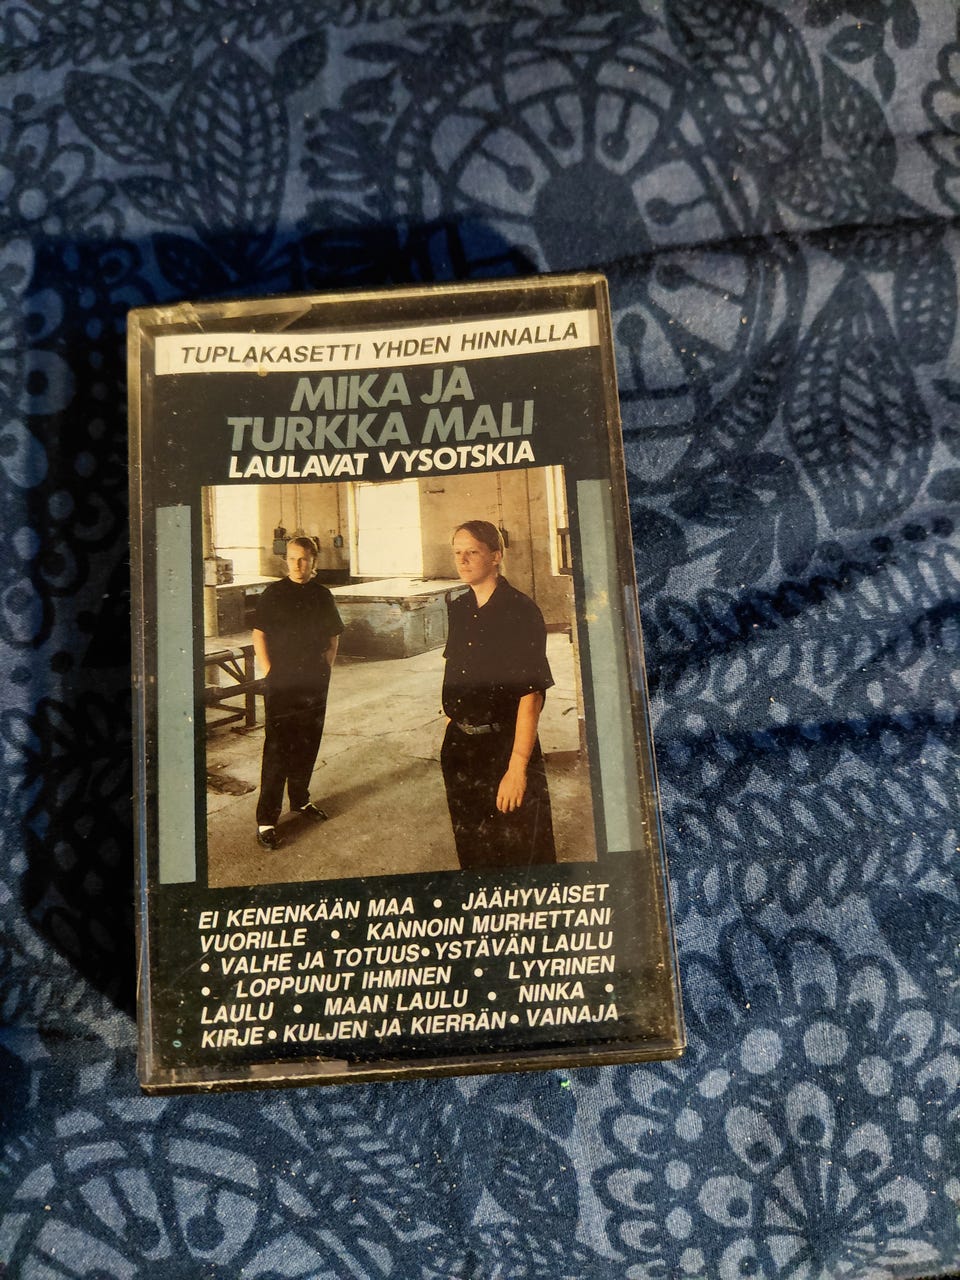 TUPLAKASETTI YHDEN HINNALLA
MIKA JA
TURKKA MALI
LAULAVAT VYSOTSKIA
EI KENENKÄÄN MAA • JÄÄHYVÄISET
VUORILLE • KANNOIN MURHETTANI
• VALHE JA TOTUUS • YSTÄVÄN LAULU
• LOPPUNUT IHMINEN • LYYRINEN
LAULU • MAAN LAULU • NINKA •
KIRJE • KULJEN JA KIERRÄN • VAINAJA